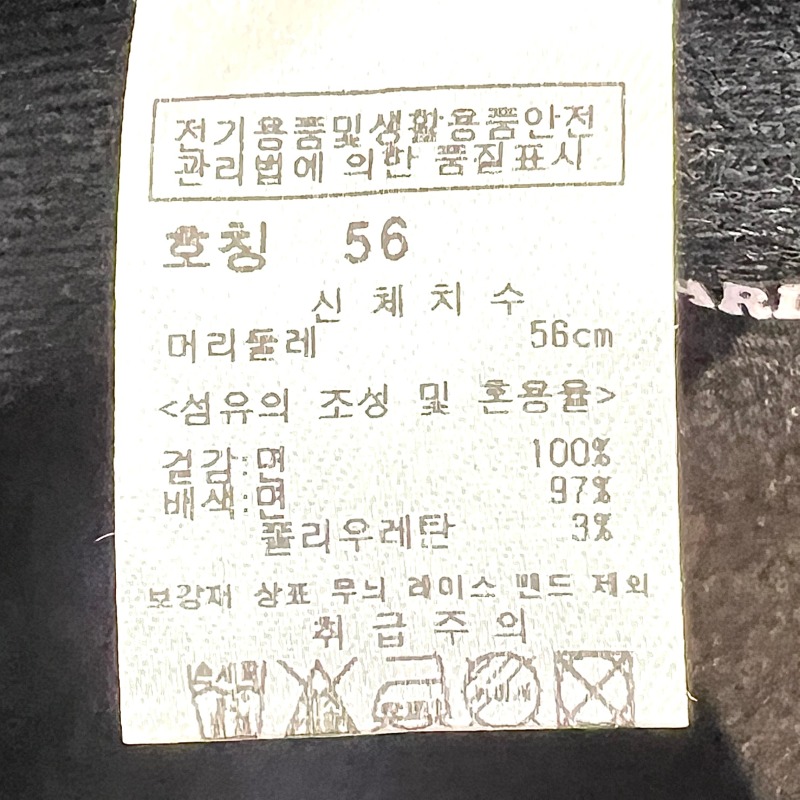 전기용품및생활용품안전
관리법에 의한 품질표시
호칭 56
신 체 치 수
머리둘레 56cm
<섬유의 조성 및 혼용율>
겉감:면 100%
배색:면 97%
폴리우레탄 3%
보강재 상표 무늬 레이스 밴드 제외
취 급 주 의